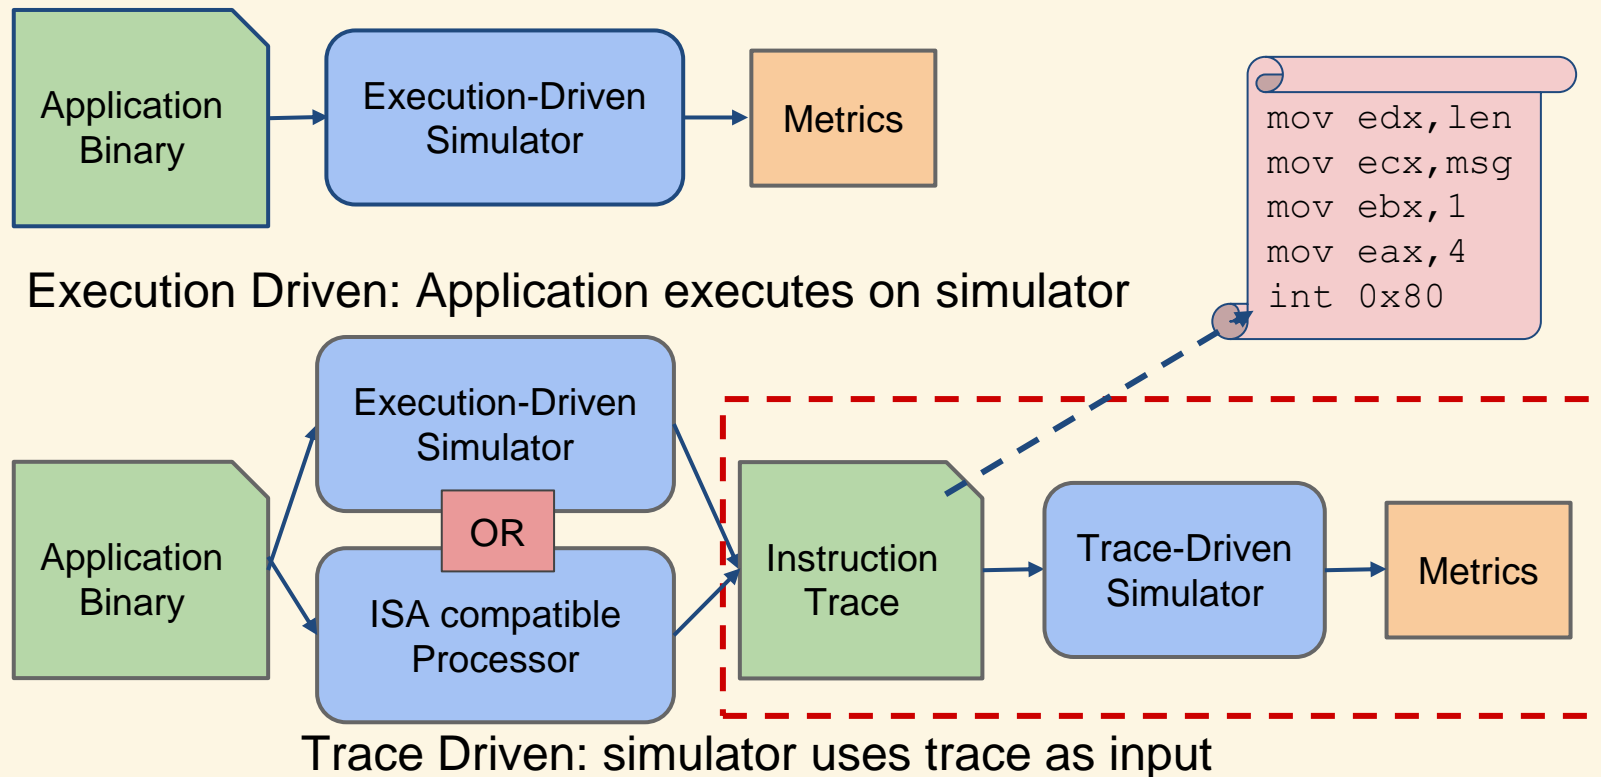 Application
Binary
Execution-Driven
Simulator
Metrics
mov edx,len
mov ecx,msg
mov ebx,1
mov eax,4
int 0x80
Execution Driven: Application executes on simulator
Application
Binary
Execution-Driven
Simulator
OR
ISA compatible
Processor
Instruction
Trace
Trace-Driven
Simulator
Metrics
Trace Driven: simulator uses trace as input